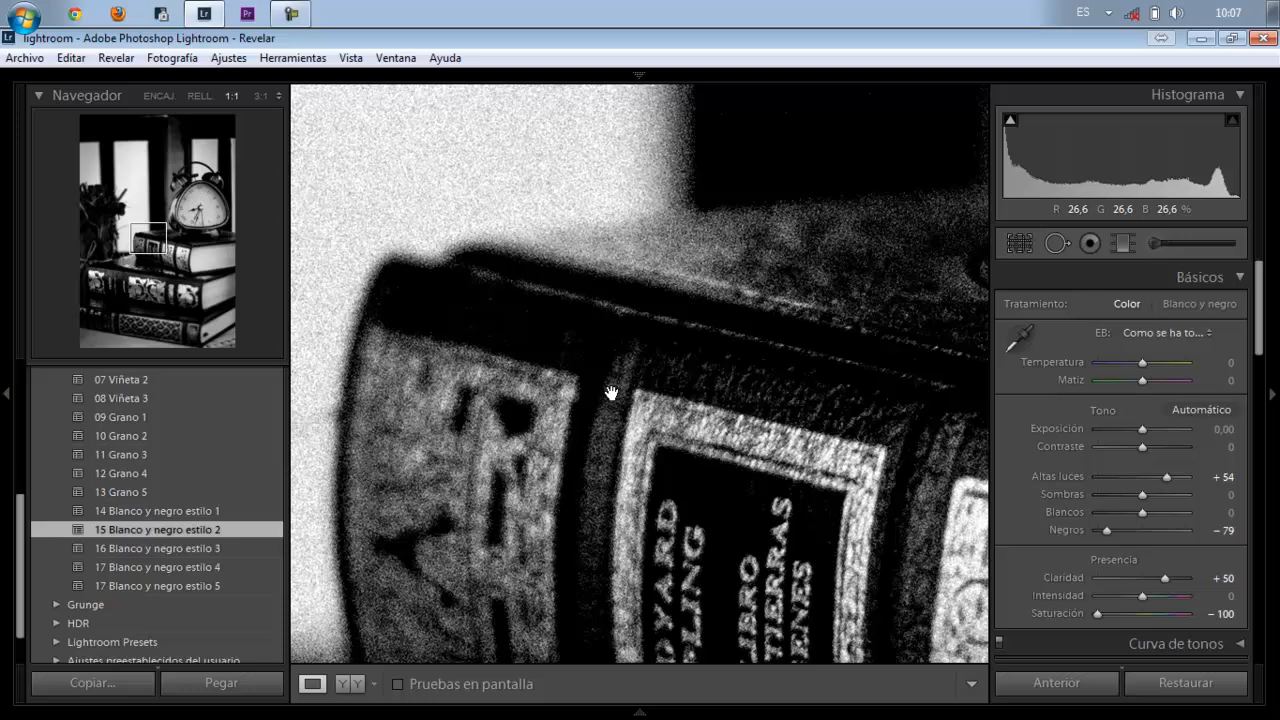 ES
10:07
lightroom - Adobe Photoshop Lightroom - Revelar
Archivo Editar Revelar Fotografía Ajustes Herramientas Vista Ventana Ayuda
Navegador ENCAJ. RELL. 1:1 3:1
07 Viñeta 2
08 Viñeta 3
09 Grano 1
10 Grano 2
11 Grano 3
12 Grano 4
13 Grano 5
14 Blanco y negro estilo 1
15 Blanco y negro estilo 2
16 Blanco y negro estilo 3
17 Blanco y negro estilo 4
17 Blanco y negro estilo 5
Grunge
HDR
Lightroom Presets
Ajustes preestablecidos del usuario
Copiar... Pegar
DYARD
PLING
LIBRO
TIERRAS
ENES
Pruebas en pantalla
Histograma
R 26,6 G 26,6 B 26,6 %
Básicos
Tratamiento: Color Blanco y negro
EB: Como se ha to...
Temperatura 0
Matiz 0
Tono Automático
Exposición 0,00
Contraste 0
Altas luces + 54
Sombras 0
Blancos 0
Negros − 79
Presencia
Claridad + 50
Intensidad 0
Saturación − 100
Curva de tonos
Anterior Restaurar